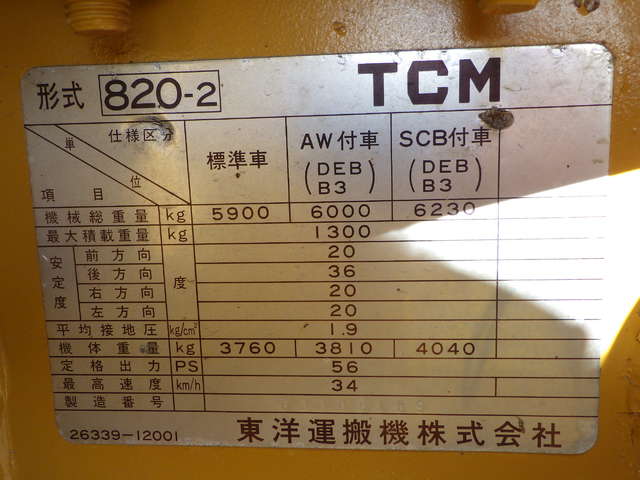 形式 820-2 TCM
仕様区分 標準車 AW付車 (DEB B3) SCB付車 (DEB B3)
単位
項目
機械総重量 kg 5900 6000 6230
最大積載重量 kg 1300
安定度 前方向 度 20
後方向 36
右方向 20
左方向 20
平均接地圧 kg/cm² 1.9
機体重量 kg 3760 3810 4040
定格出力 PS 56
最高速度 km/h 34
製造番号
26339-12001 東洋運搬機株式会社